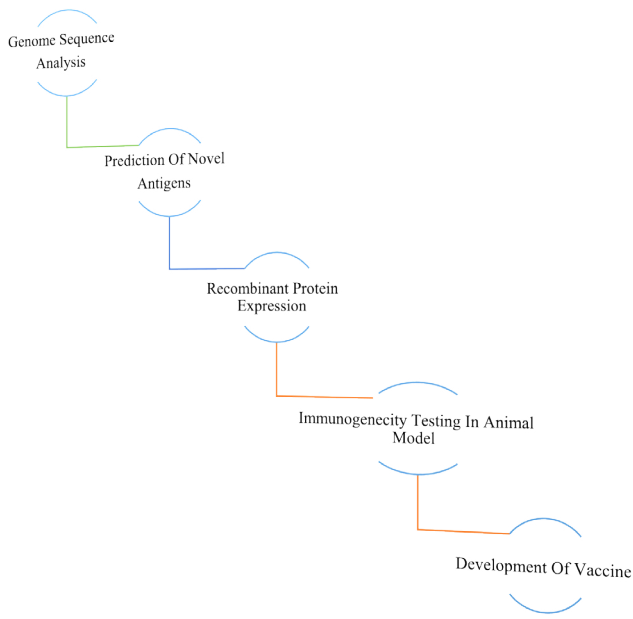 Genome Sequence
Analysis
Prediction Of Novel
Antigens
Recombinant Protein
Expression
Immunogenecity Testing In Animal
Model
Development Of Vaccine